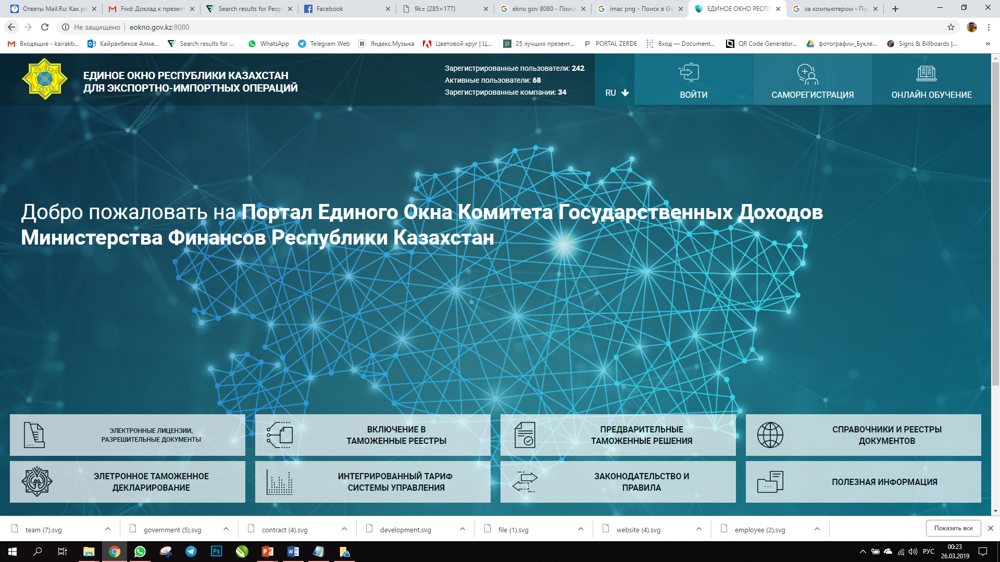 Ответы Mail.Ru: Как ра
Fwd: Доклад к презент
Search results for Peopl
Facebook
9k= (285×177)
ekno gov 8080 - Поиск
imac png - Поиск в Go
ЕДИНОЕ ОКНО РЕСПУ
за компьютером - По
Не защищено
eokno.gov.kz:8080
Входящие - kairakb...
Кайракбеков Алма...
Search results for ...
WhatsApp
Telegram Web
Яндекс.Музыка
Цветовой круг | Ц...
25 лучших презент...
PORTAL ZERDE
Вход — Document...
QR Code Generator...
фотографии_Букле...
Signs & Billboards |...
ЕДИНОЕ ОКНО РЕСПУБЛИКИ КАЗАХСТАН
ДЛЯ ЭКСПОРТНО-ИМПОРТНЫХ ОПЕРАЦИЙ
Зарегистрированные пользователи: 242
Активные пользователи: 68
Зарегистрированные компании: 34
RU
ВОЙТИ
САМОРЕГИСТРАЦИЯ
ОНЛАЙН ОБУЧЕНИЕ
Добро пожаловать на Портал Единого Окна Комитета Государственных Доходов
Министерства Финансов Республики Казахстан
ЭЛЕКТРОННЫЕ ЛИЦЕНЗИИ,
РАЗРЕШИТЕЛЬНЫЕ ДОКУМЕНТЫ
ВКЛЮЧЕНИЕ В
ТАМОЖЕННЫЕ РЕЕСТРЫ
ПРЕДВАРИТЕЛЬНЫЕ
ТАМОЖЕННЫЕ РЕШЕНИЯ
СПРАВОЧНИКИ И РЕЕСТРЫ
ДОКУМЕНТОВ
ЭЛЕТРОННОЕ ТАМОЖЕННОЕ
ДЕКЛАРИРОВАНИЕ
ИНТЕГРИРОВАННЫЙ ТАРИФ
СИСТЕМЫ УПРАВЛЕНИЯ
ЗАКОНОДАТЕЛЬСТВО И
ПРАВИЛА
ПОЛЕЗНАЯ ИНФОРМАЦИЯ
team (7).svg
government (5).svg
contract (4).svg
development.svg
file (1).svg
website (4).svg
employee (2).svg
Показать все
РУС
00:23
26.03.2019